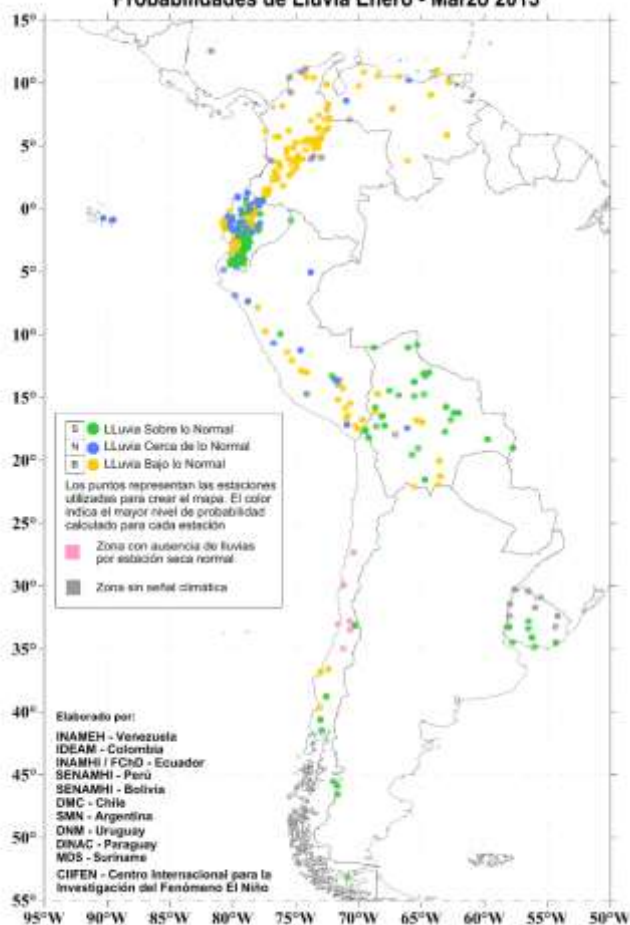 Probabilidades de Lluvia Enero - Marzo 2015
15°
10°
5°
0°
5°
10°
15°
20°
25°
30°
35°
40°
45°
50°
55°
S LLuvia Sobre lo Normal
N LLuvia Cerca de lo Normal
B LLuvia Bajo lo Normal
Los puntos representan las estaciones
utilizadas para crear el mapa. El color
indica el mayor nivel de probabilidad
calculado para cada estación
Zona con ausencia de lluvias
por estación seca normal
Zona sin señal climática
Elaborado por:
INAMEH - Venezuela
IDEAM - Colombia
INAMHI / FChD - Ecuador
SENAMHI - Perú
SENAMHI - Bolivia
DMC - Chile
SMN - Argentina
DNM - Uruguay
DINAC - Paraguay
MDS - Suriname
CIIFEN - Centro Internacional para la
Investigación del Fenómeno El Niño
95°W 90°W 85°W 80°W 75°W 70°W 65°W 60°W 55°W 50°W